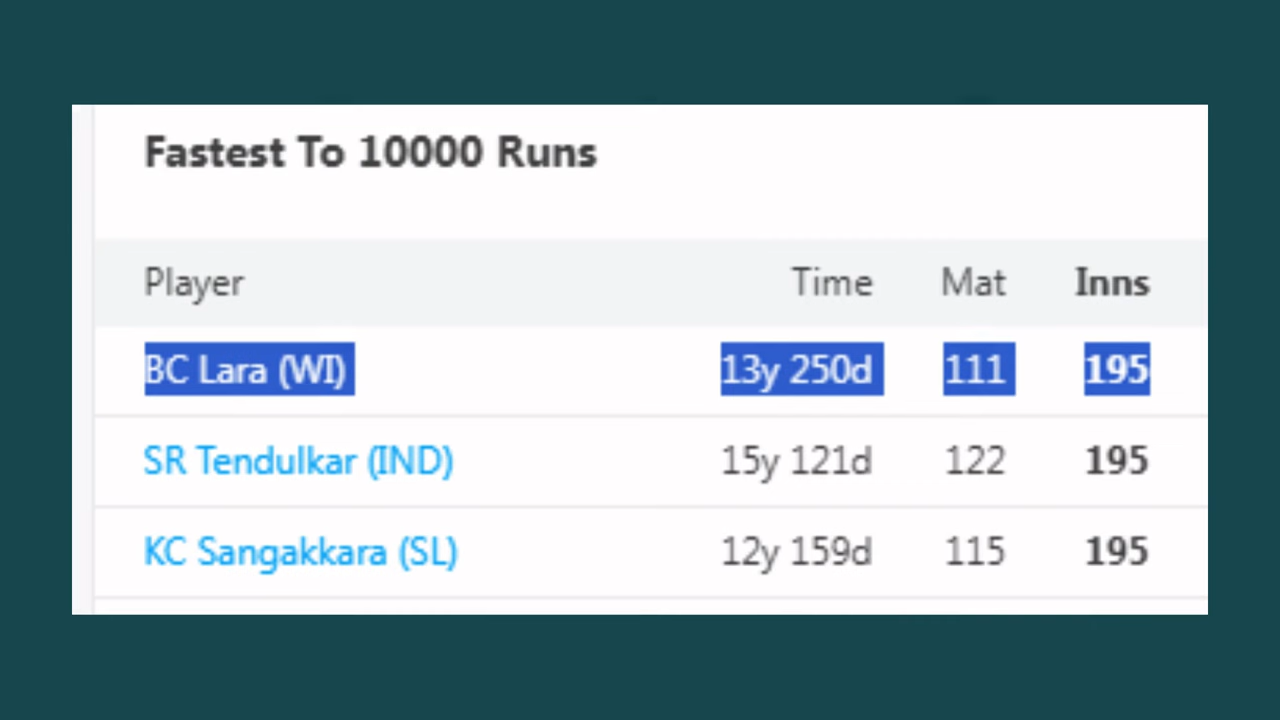 Fastest To 10000 Runs
Player Time Mat Inns
BC Lara (WI) 13y 250d 111 195
SR Tendulkar (IND) 15y 121d 122 195
KC Sangakkara (SL) 12y 159d 115 195